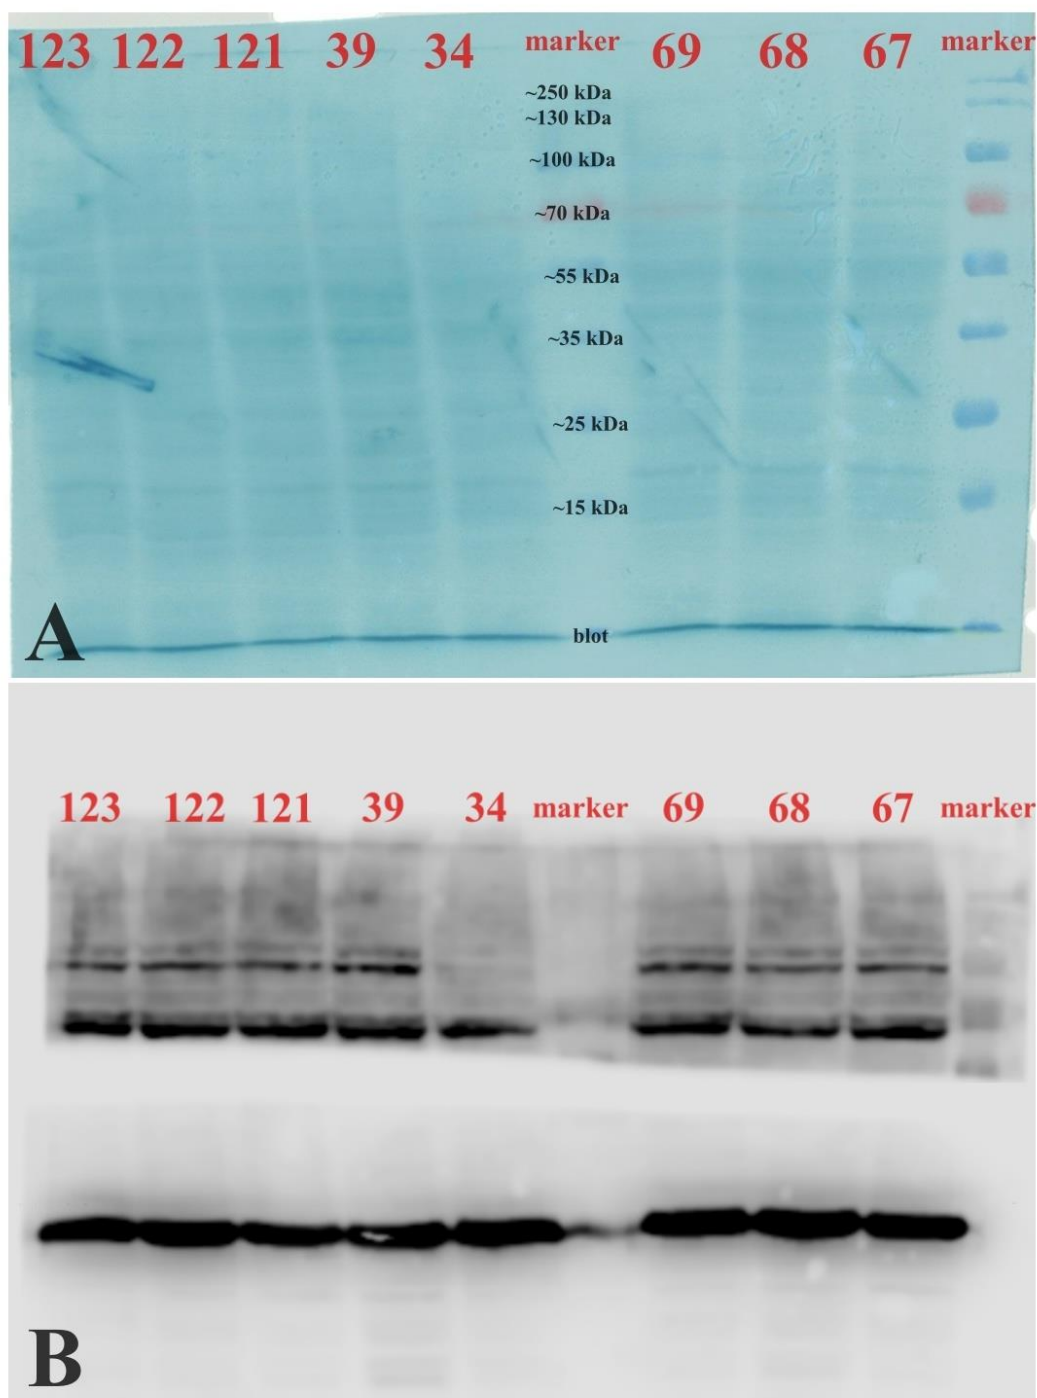 123 122 121 39 34 marker 69 68 67 marker
~250 kDa
~130 kDa
~100 kDa
~70 kDa
~55 kDa
~35 kDa
~25 kDa
~15 kDa
blot
A
123 122 121 39 34 marker 69 68 67 marker
B